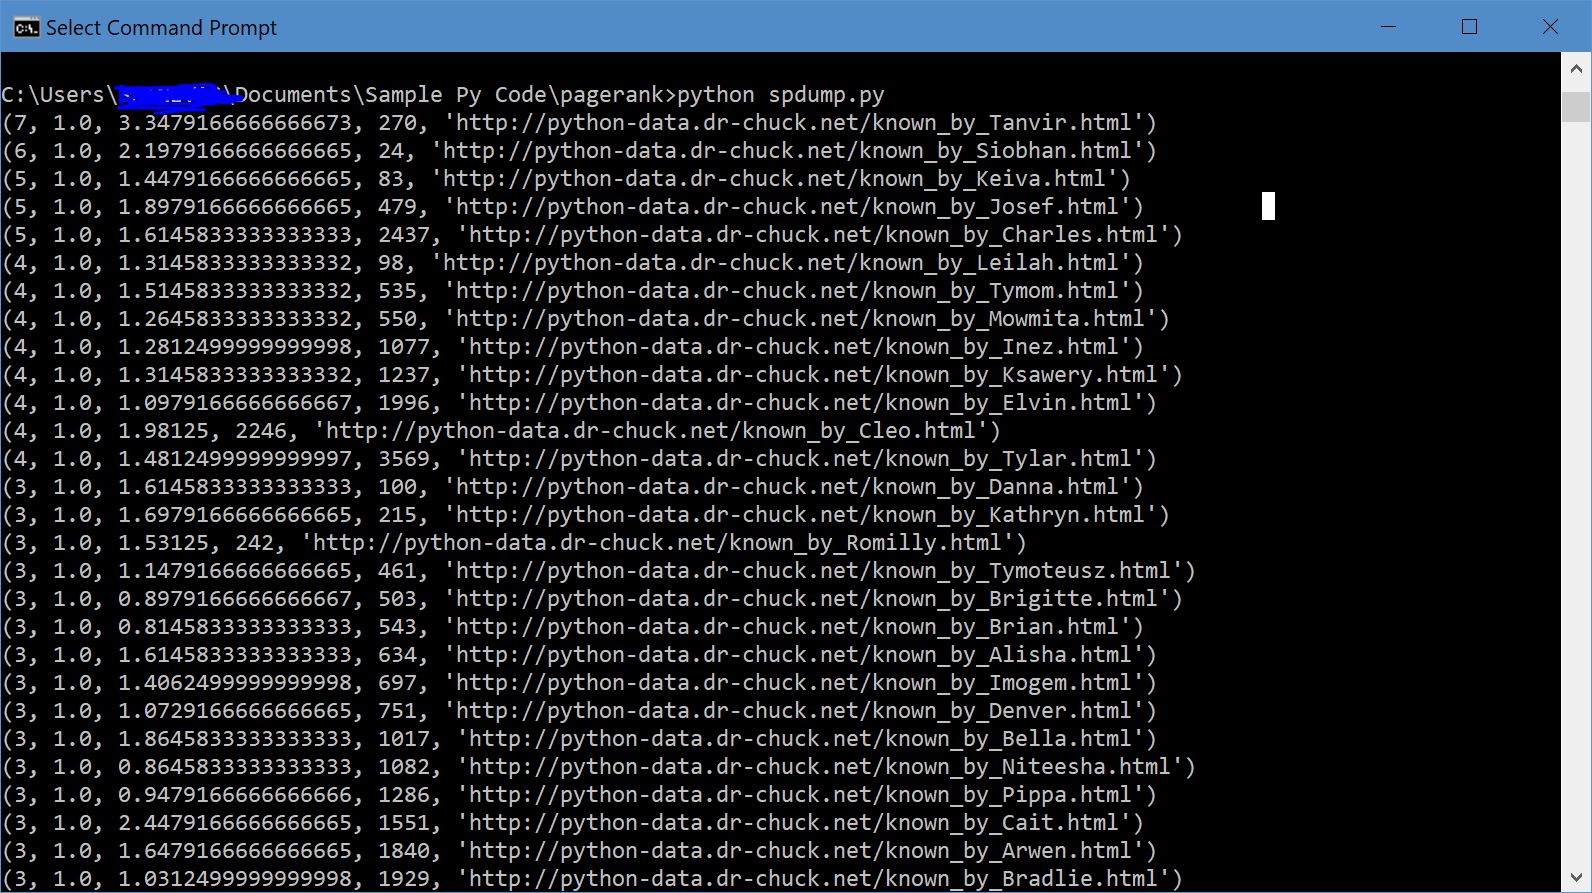 Select Command Prompt
C:\Users\ \Documents\Sample Py Code\pagerank>python spdump.py
(7, 1.0, 3.3479166666666673, 270, 'http://python-data.dr-chuck.net/known_by_Tanvir.html')
(6, 1.0, 2.1979166666666665, 24, 'http://python-data.dr-chuck.net/known_by_Siobhan.html')
(5, 1.0, 1.4479166666666665, 83, 'http://python-data.dr-chuck.net/known_by_Keiva.html')
(5, 1.0, 1.8979166666666665, 479, 'http://python-data.dr-chuck.net/known_by_Josef.html')
(5, 1.0, 1.6145833333333333, 2437, 'http://python-data.dr-chuck.net/known_by_Charles.html')
(4, 1.0, 1.3145833333333332, 98, 'http://python-data.dr-chuck.net/known_by_Leilah.html')
(4, 1.0, 1.5145833333333332, 535, 'http://python-data.dr-chuck.net/known_by_Tymom.html')
(4, 1.0, 1.2645833333333332, 550, 'http://python-data.dr-chuck.net/known_by_Mowmita.html')
(4, 1.0, 1.2812499999999998, 1077, 'http://python-data.dr-chuck.net/known_by_Inez.html')
(4, 1.0, 1.3145833333333332, 1237, 'http://python-data.dr-chuck.net/known_by_Ksawery.html')
(4, 1.0, 1.0979166666666667, 1996, 'http://python-data.dr-chuck.net/known_by_Elvin.html')
(4, 1.0, 1.98125, 2246, 'http://python-data.dr-chuck.net/known_by_Cleo.html')
(4, 1.0, 1.4812499999999997, 3569, 'http://python-data.dr-chuck.net/known_by_Tylar.html')
(3, 1.0, 1.6145833333333333, 100, 'http://python-data.dr-chuck.net/known_by_Danna.html')
(3, 1.0, 1.6979166666666665, 215, 'http://python-data.dr-chuck.net/known_by_Kathryn.html')
(3, 1.0, 1.53125, 242, 'http://python-data.dr-chuck.net/known_by_Romilly.html')
(3, 1.0, 1.1479166666666665, 461, 'http://python-data.dr-chuck.net/known_by_Tymoteusz.html')
(3, 1.0, 0.8979166666666667, 503, 'http://python-data.dr-chuck.net/known_by_Brigitte.html')
(3, 1.0, 0.8145833333333333, 543, 'http://python-data.dr-chuck.net/known_by_Brian.html')
(3, 1.0, 1.6145833333333333, 634, 'http://python-data.dr-chuck.net/known_by_Alisha.html')
(3, 1.0, 1.4062499999999998, 697, 'http://python-data.dr-chuck.net/known_by_Imogem.html')
(3, 1.0, 1.0729166666666665, 751, 'http://python-data.dr-chuck.net/known_by_Denver.html')
(3, 1.0, 1.8645833333333333, 1017, 'http://python-data.dr-chuck.net/known_by_Bella.html')
(3, 1.0, 0.8645833333333333, 1082, 'http://python-data.dr-chuck.net/known_by_Niteesha.html')
(3, 1.0, 0.9479166666666666, 1286, 'http://python-data.dr-chuck.net/known_by_Pippa.html')
(3, 1.0, 2.4479166666666665, 1551, 'http://python-data.dr-chuck.net/known_by_Cait.html')
(3, 1.0, 1.6479166666666665, 1840, 'http://python-data.dr-chuck.net/known_by_Arwen.html')
(3, 1.0, 1.0312499999999998, 1929, 'http://python-data.dr-chuck.net/known_by_Bradlie.html')